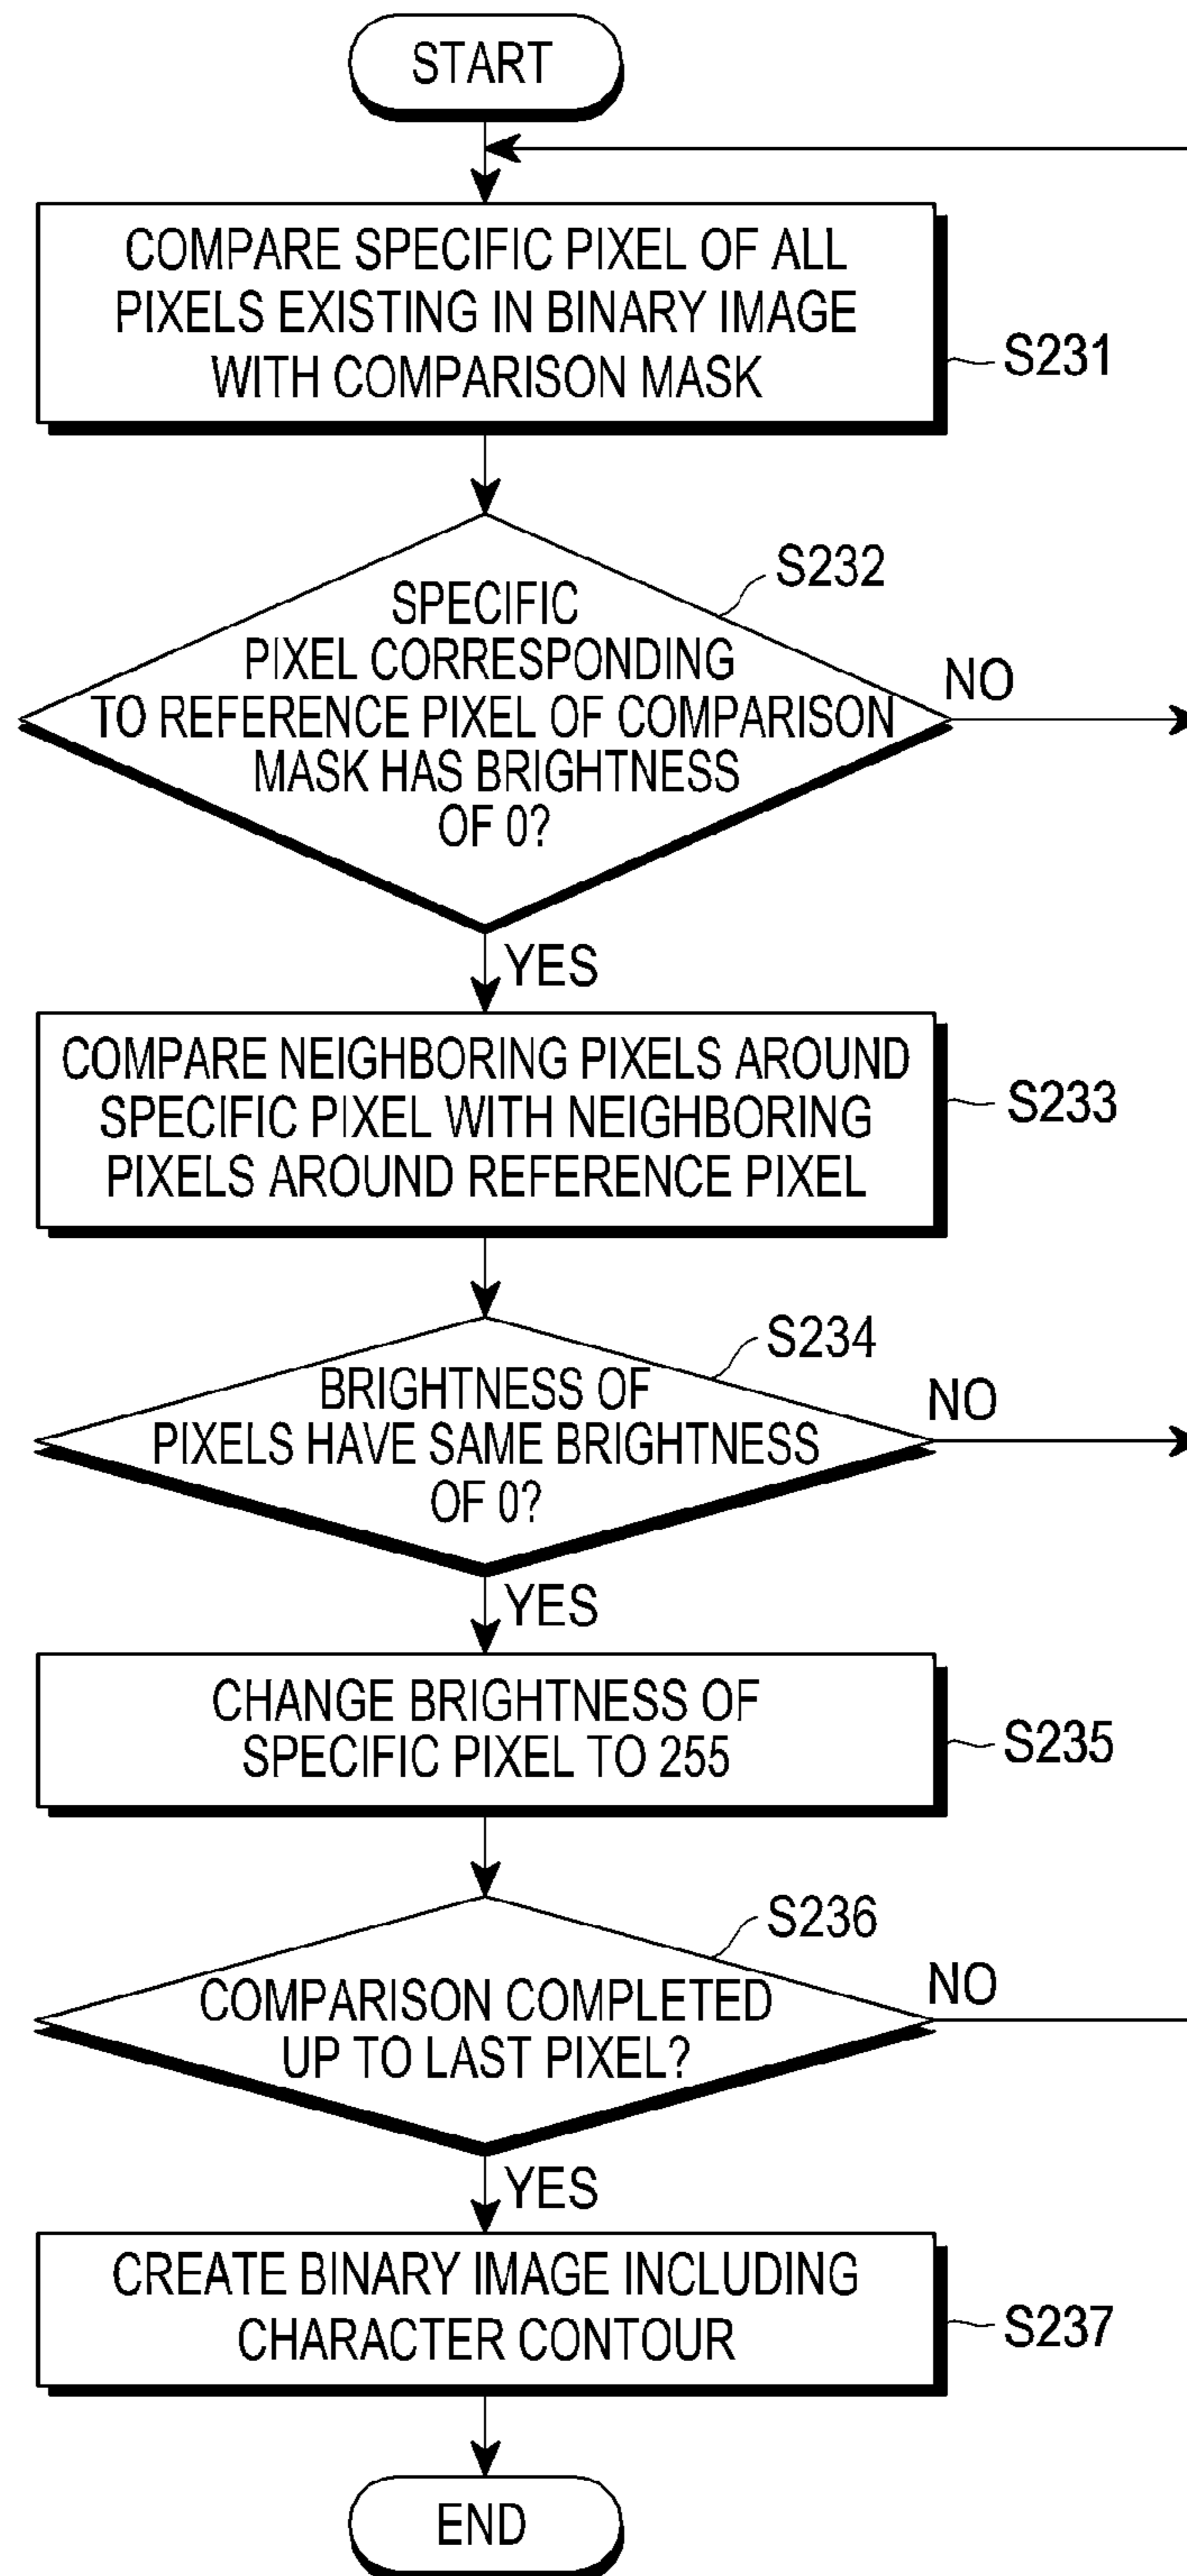 START
COMPARE SPECIFIC PIXEL OF ALL
PIXELS EXISTING IN BINARY IMAGE
WITH COMPARISON MASK
S231
S232
SPECIFIC
PIXEL CORRESPONDING
TO REFERENCE PIXEL OF COMPARISON
MASK HAS BRIGHTNESS
OF 0?
NO
YES
COMPARE NEIGHBORING PIXELS AROUND
SPECIFIC PIXEL WITH NEIGHBORING
PIXELS AROUND REFERENCE PIXEL
S233
S234
BRIGHTNESS OF
PIXELS HAVE SAME BRIGHTNESS
OF 0?
NO
YES
CHANGE BRIGHTNESS OF
SPECIFIC PIXEL TO 255
S235
S236
COMPARISON COMPLETED
UP TO LAST PIXEL?
NO
YES
CREATE BINARY IMAGE INCLUDING
CHARACTER CONTOUR
S237
END